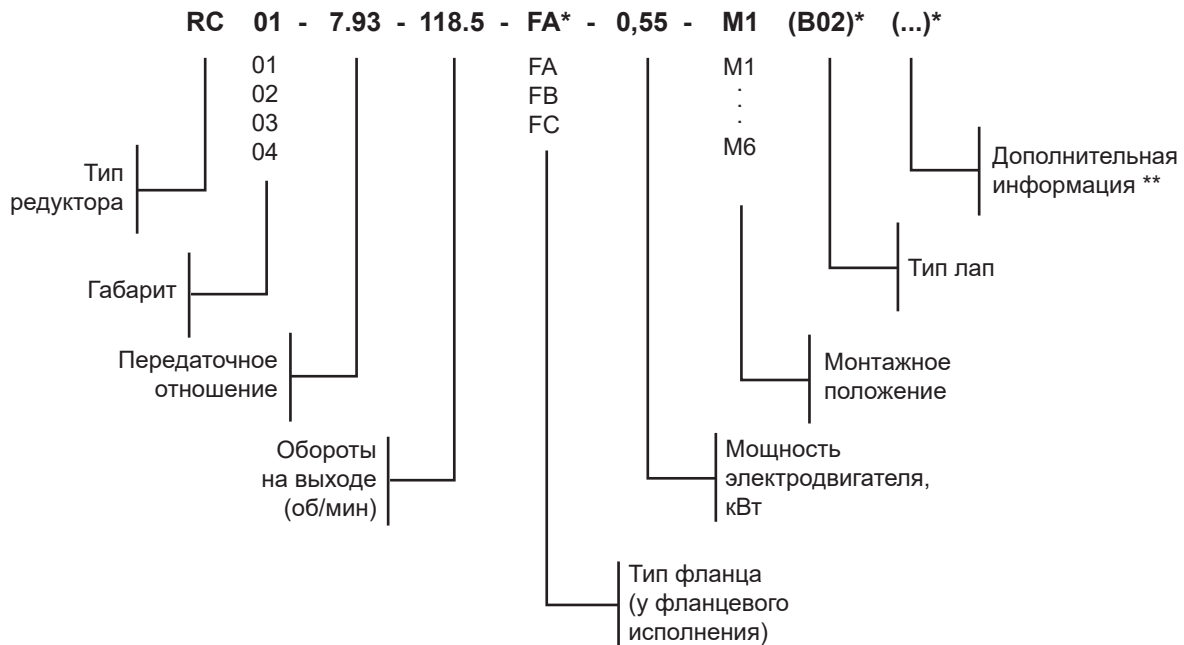 RC 01 - 7.93 - 118.5 - FA* - 0,55 - M1 (B02)* (...)*
01
02
03
04
FA
FB
FC
M1
.
.
.
M6
Тип
редуктора
Дополнительная
информация **
Габарит
Тип лап
Передаточное
отношение
Монтажное
положение
Обороты
на выходе
(об/мин)
Мощность
электродвигателя,
кВт
Тип фланца
(у фланцевого
исполнения)